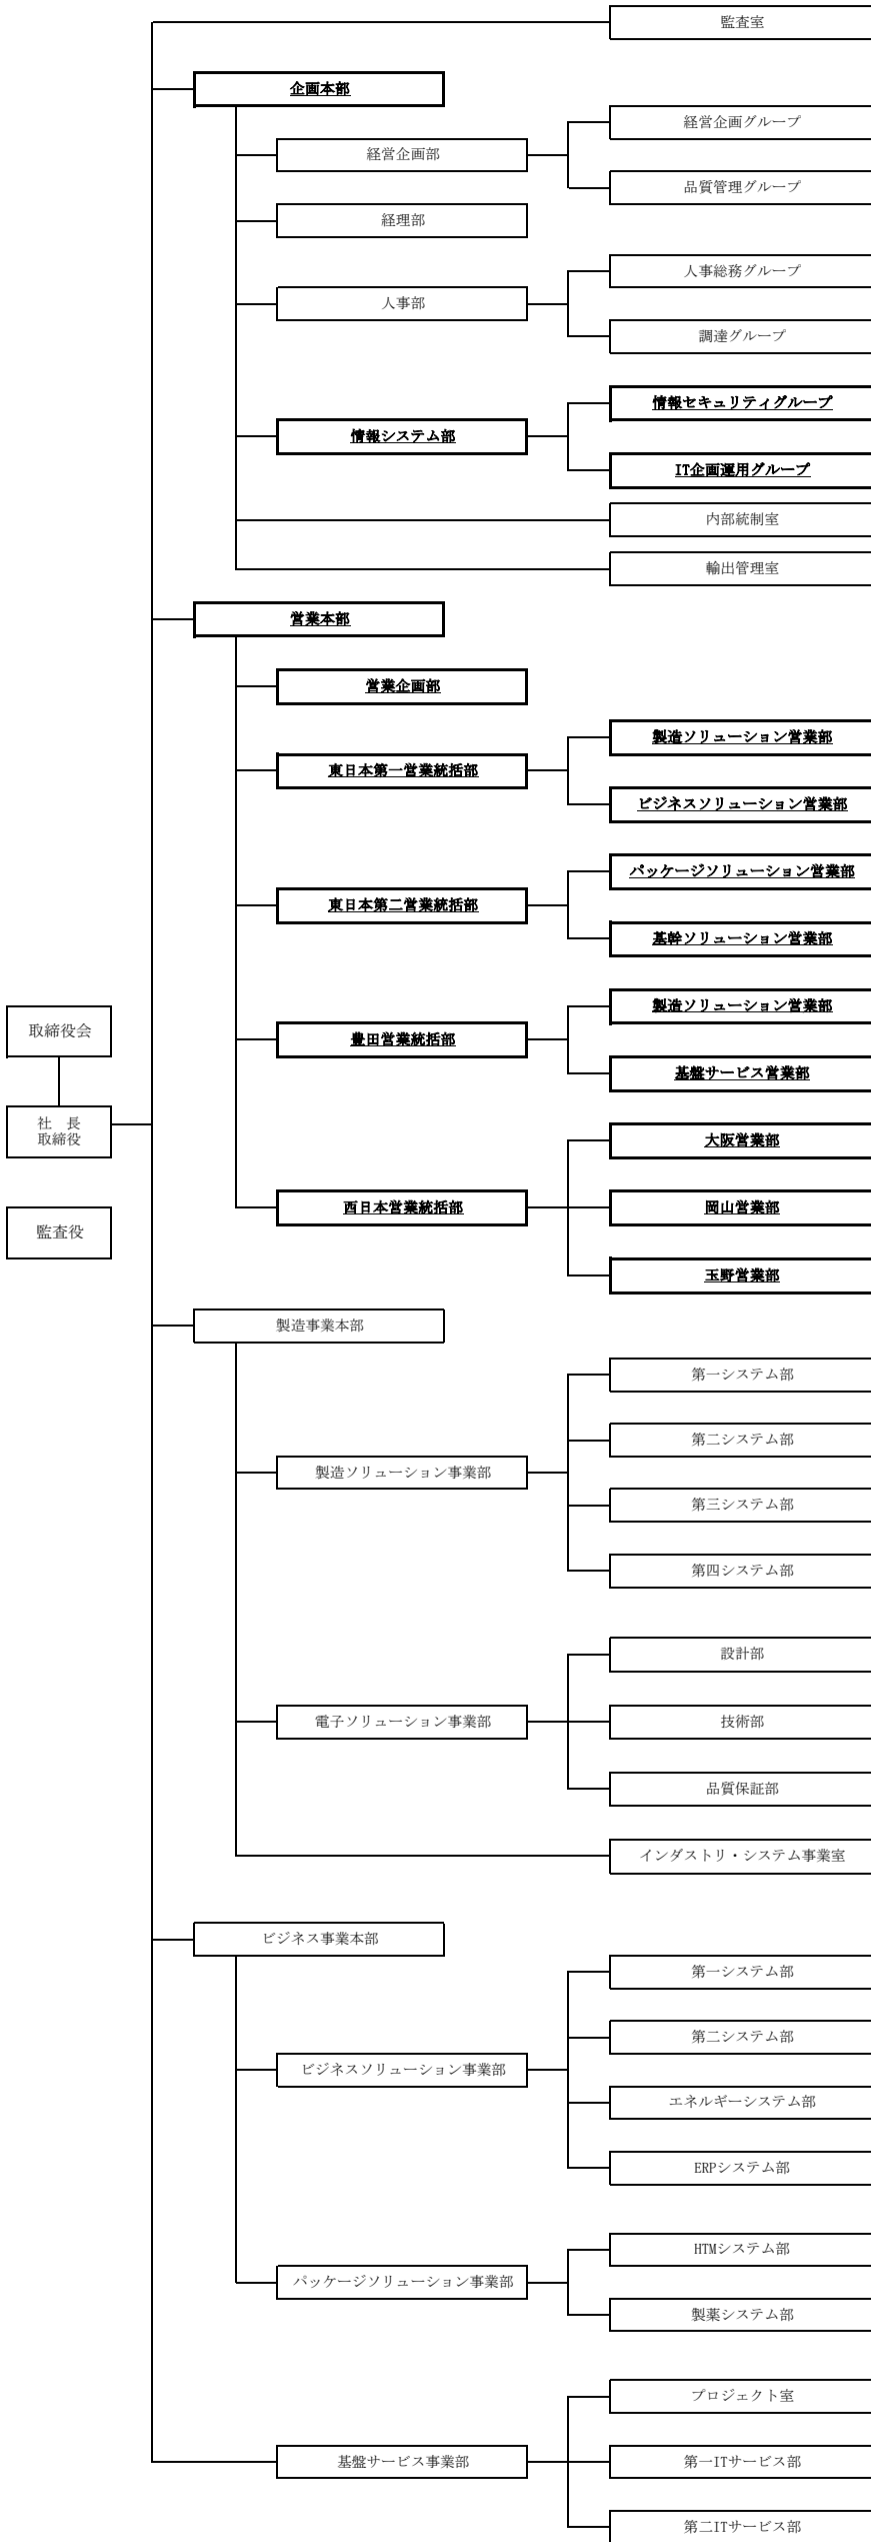 監査室
企画本部
経営企画グループ
経営企画部
品質管理グループ
経理部
人事総務グループ
人事部
調達グループ
情報セキュリティグループ
情報システム部
IT企画運用グループ
内部統制室
輸出管理室
営業本部
営業企画部
製造ソリューション営業部
東日本第一営業統括部
ビジネスソリューション営業部
パッケージソリューション営業部
東日本第二営業統括部
基幹ソリューション営業部
製造ソリューション営業部
取締役会
豊田営業統括部
基盤サービス営業部
社　長
取締役
大阪営業部
西日本営業統括部
岡山営業部
監査役
玉野営業部
製造事業本部
第一システム部
第二システム部
製造ソリューション事業部
第三システム部
第四システム部
設計部
電子ソリューション事業部
技術部
品質保証部
インダストリ・システム事業室
ビジネス事業本部
第一システム部
第二システム部
ビジネスソリューション事業部
エネルギーシステム部
ERPシステム部
HTMシステム部
パッケージソリューション事業部
製薬システム部
プロジェクト室
基盤サービス事業部
第一ITサービス部
第二ITサービス部